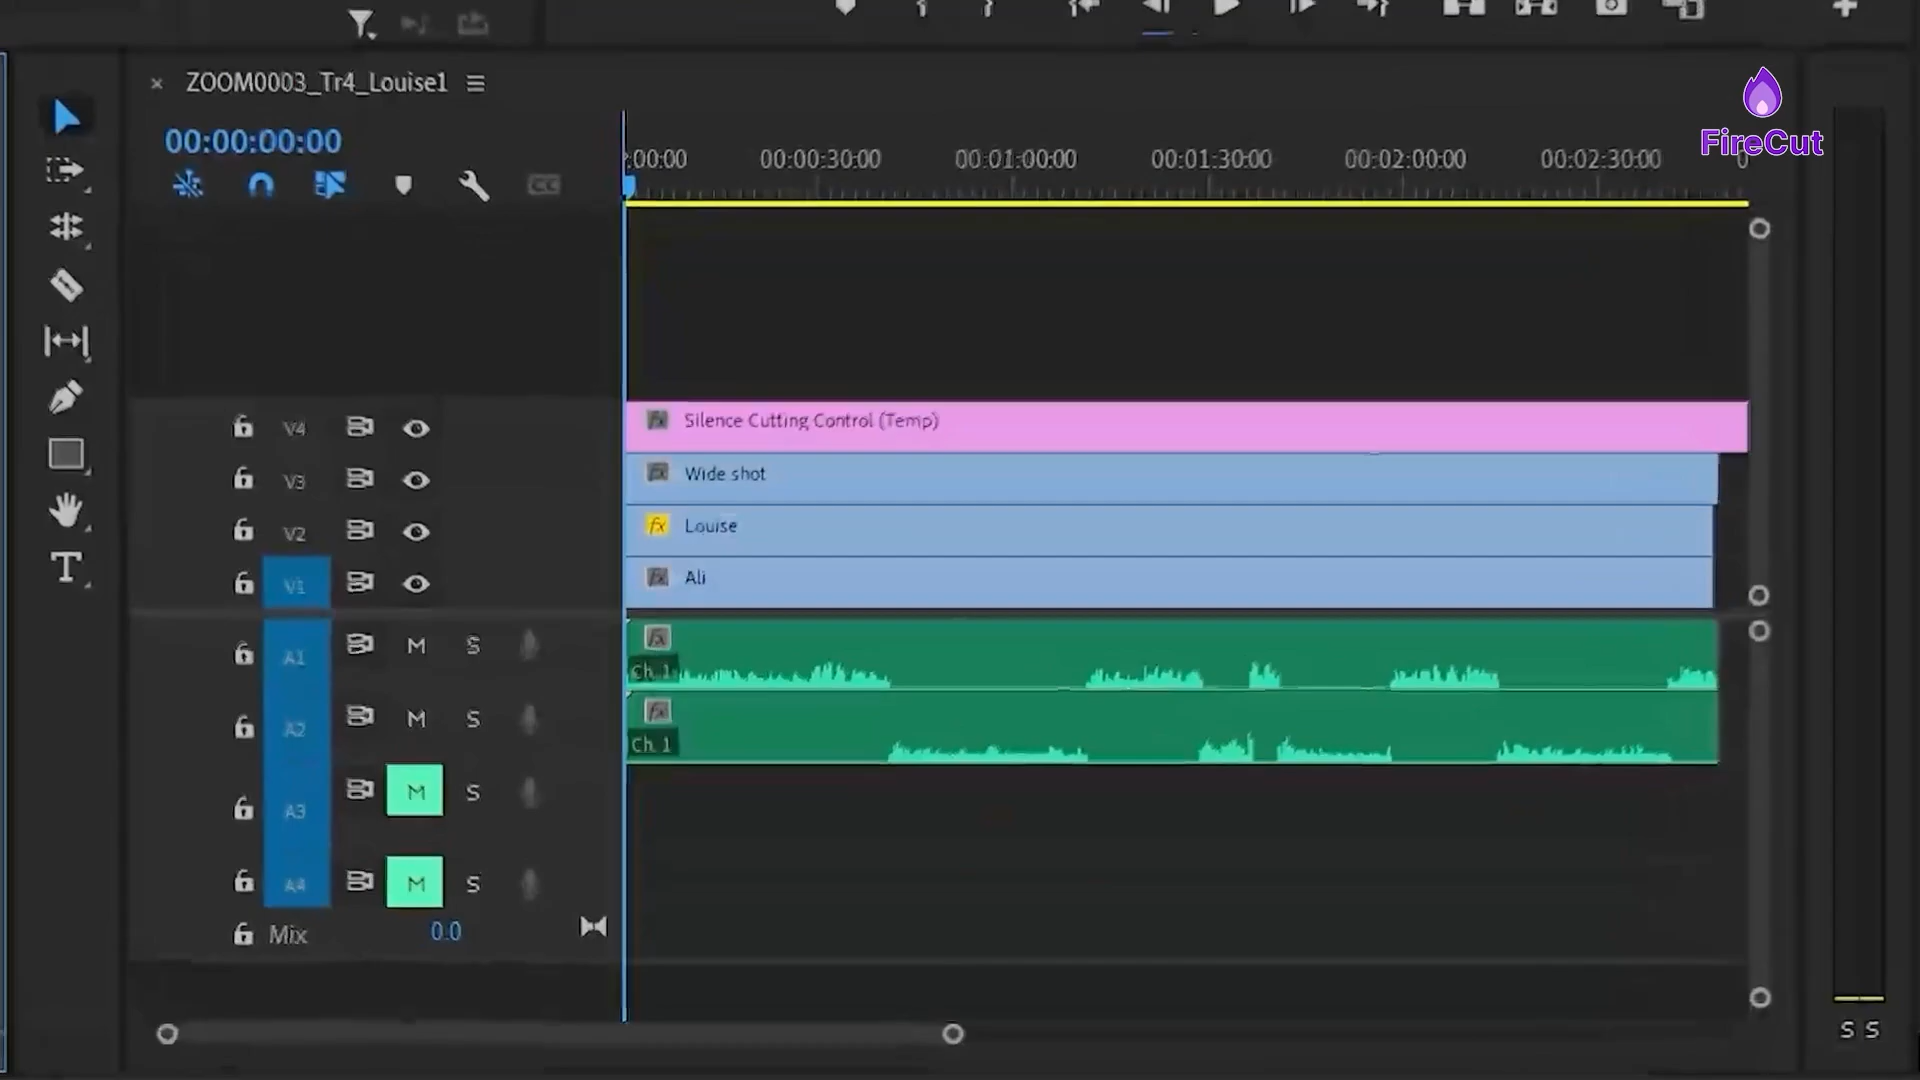 ZOOM0003_Tr4_Louise1
FireCut
00:00:00:00
:00:00
00:00:30:00
00:01:00:00
00:01:30:00
00:02:00:00
00:02:30:00
0
CC
V4
Silence Cutting Control (Temp)
V3
Wide shot
V2
Louise
V1
Ali
A1 M S
Ch. 1
A2 M S
Ch. 1
A3 M S
A4 M S
Mix 0.0
S S